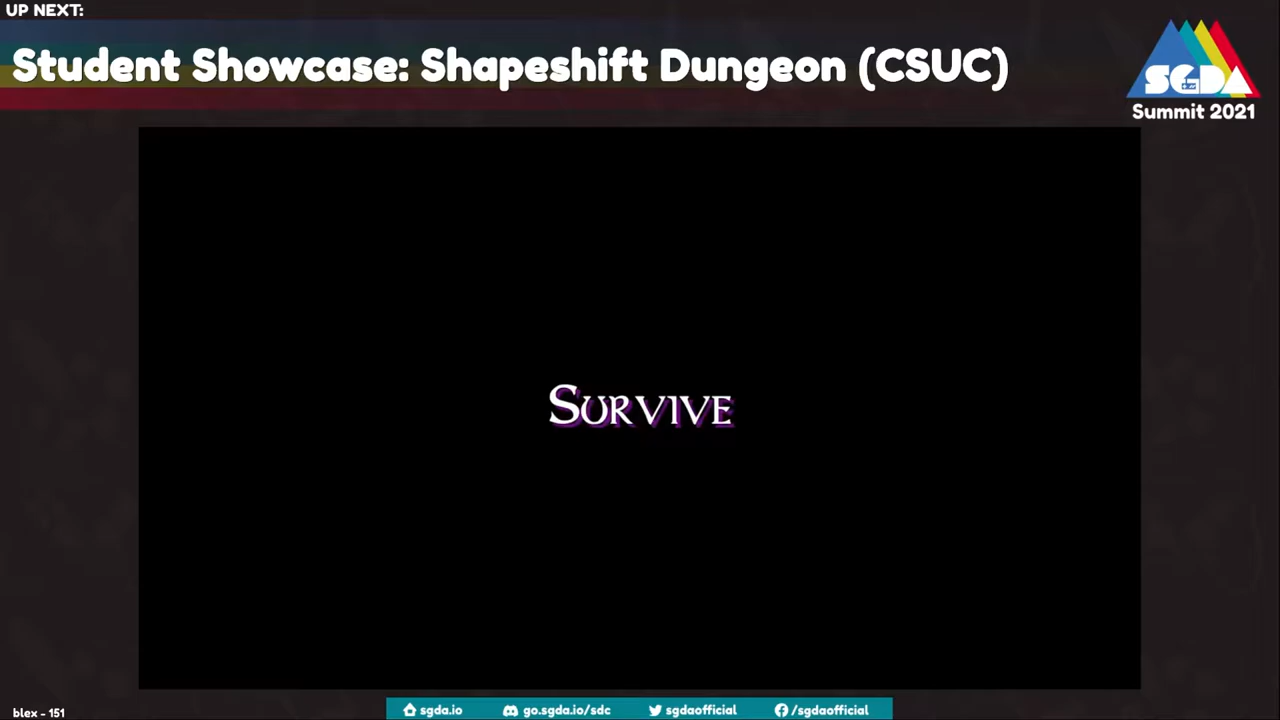 UP NEXT:
Student Showcase: Shapeshift Dungeon (CSUC)
SGDA
Summit 2021
Survive
blex - 151
sgda.io go.sgda.io/sdc sgdaofficial /sgdaofficial